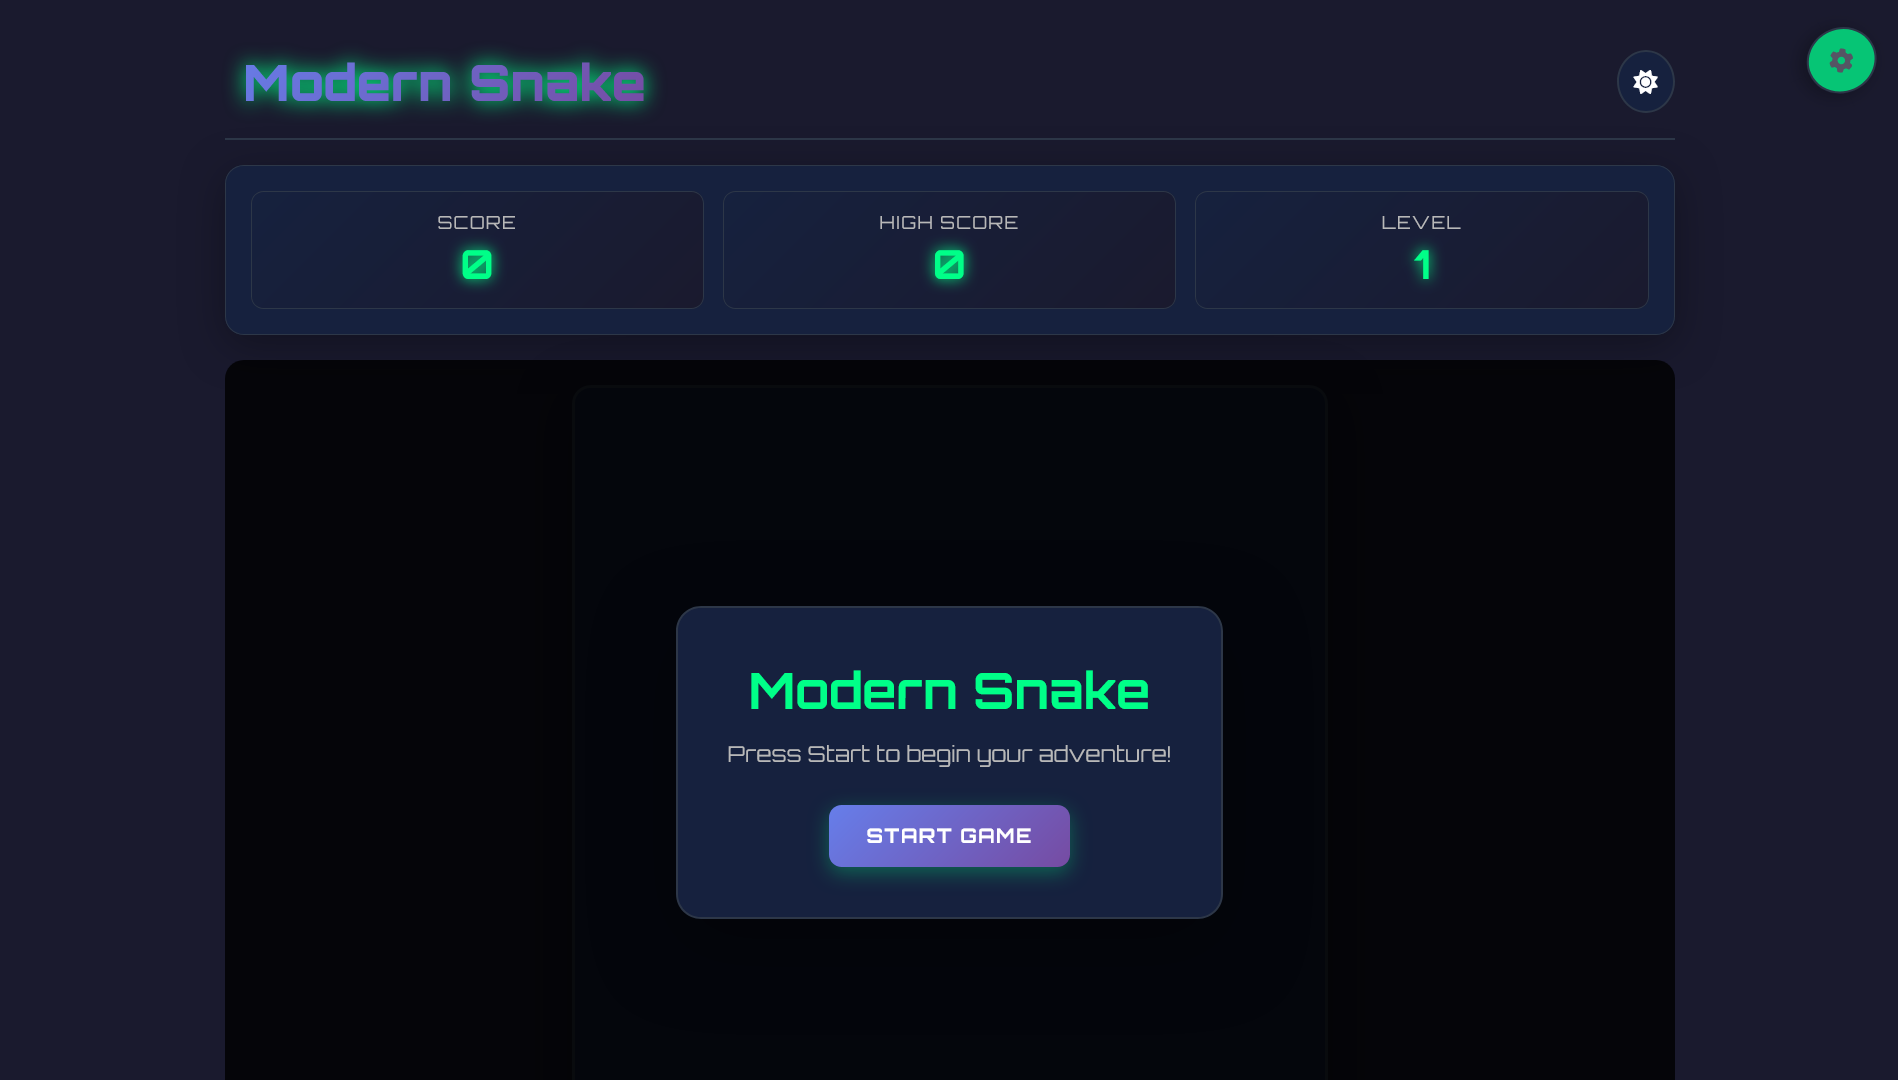 Modern Snake
SCORE
0
HIGH SCORE
0
LEVEL
1
Modern Snake
Press Start to begin your adventure!
START GAME